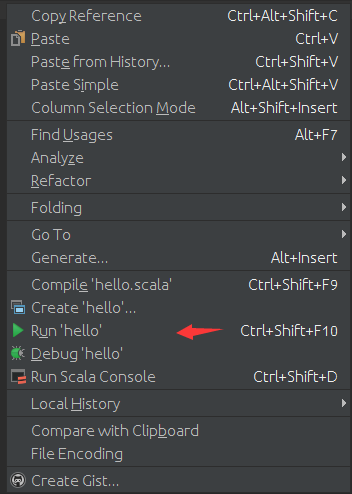 Copy Reference Ctrl+Alt+Shift+C
Paste Ctrl+V
Paste from History... Ctrl+Shift+V
Paste Simple Ctrl+Alt+Shift+V
Column Selection Mode Alt+Shift+Insert
Find Usages Alt+F7
Analyze
Refactor
Folding
Go To
Generate... Alt+Insert
Compile 'hello.scala' Ctrl+Shift+F9
Create 'hello'...
Run 'hello' Ctrl+Shift+F10
Debug 'hello'
Run Scala Console Ctrl+Shift+D
Local History
Compare with Clipboard
File Encoding
Create Gist...